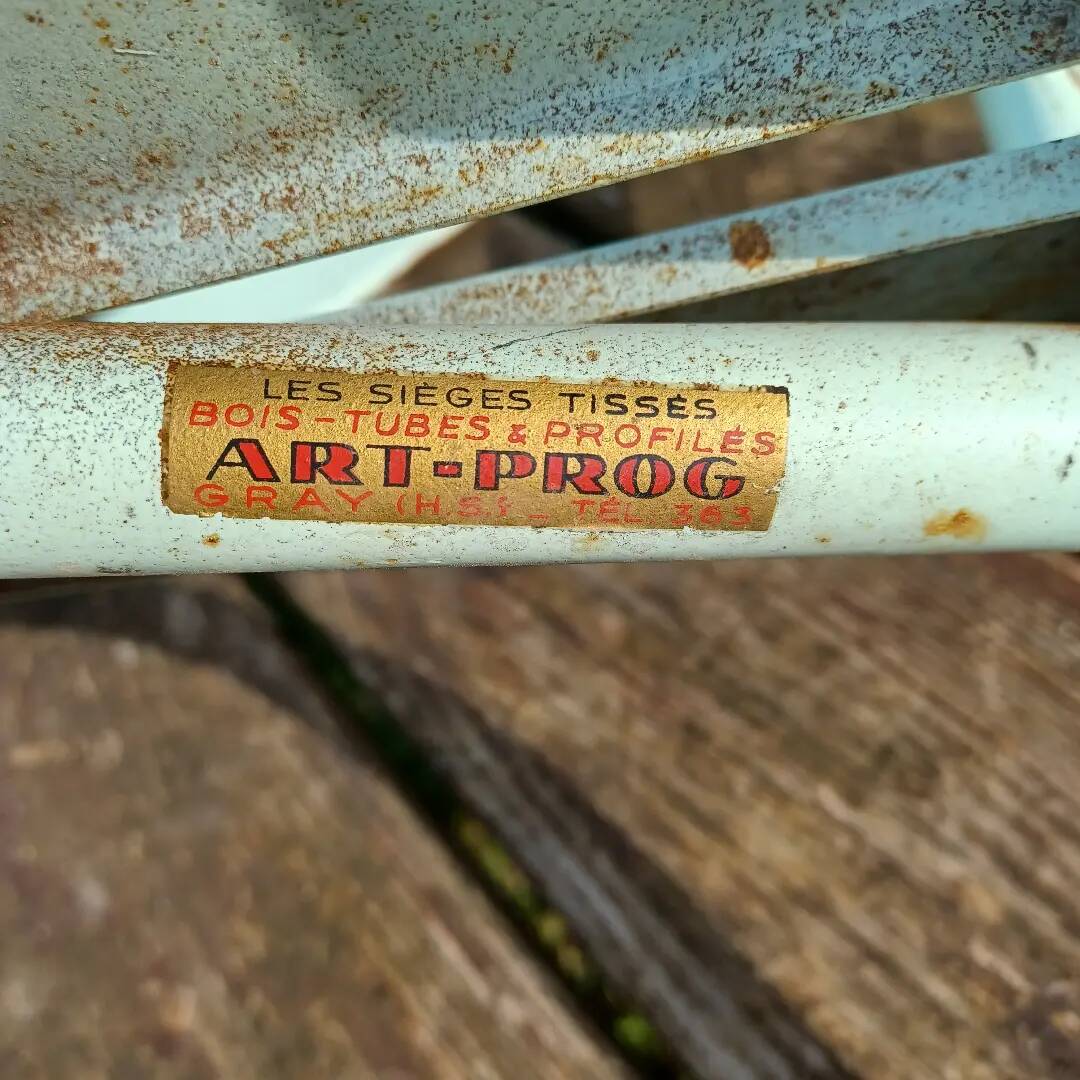 LES SIÈGES TISSÉS
BOIS-TUBES & PROFILÉS
ART-PROG
GRAY (H.S.) _ TÉL. 363